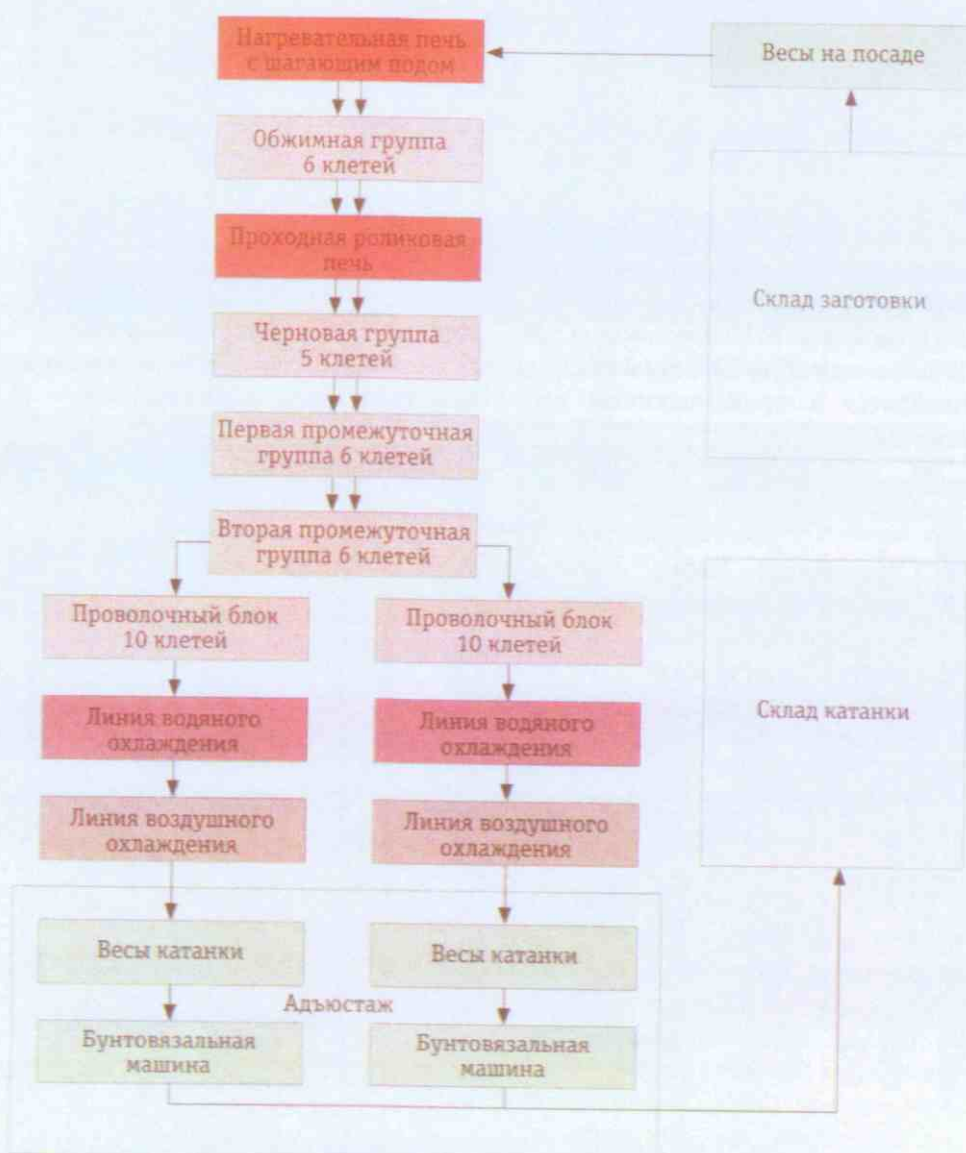 Нагревательная печь
с шагающим подом
Весы на посаде
Обжимная группа
6 клетей
Проходная роликовая
печь
Склад заготовки
Черновая группа
5 клетей
Первая промежуточная
группа 6 клетей
Вторая промежуточная
группа 6 клетей
Проволочный блок
10 клетей
Проволочный блок
10 клетей
Линия водяного
охлаждения
Линия водяного
охлаждения
Склад катанки
Линия воздушного
охлаждения
Линия воздушного
охлаждения
Весы катанки
Весы катанки
Адъюстаж
Бунтовязальная
машина
Бунтовязальная
машина